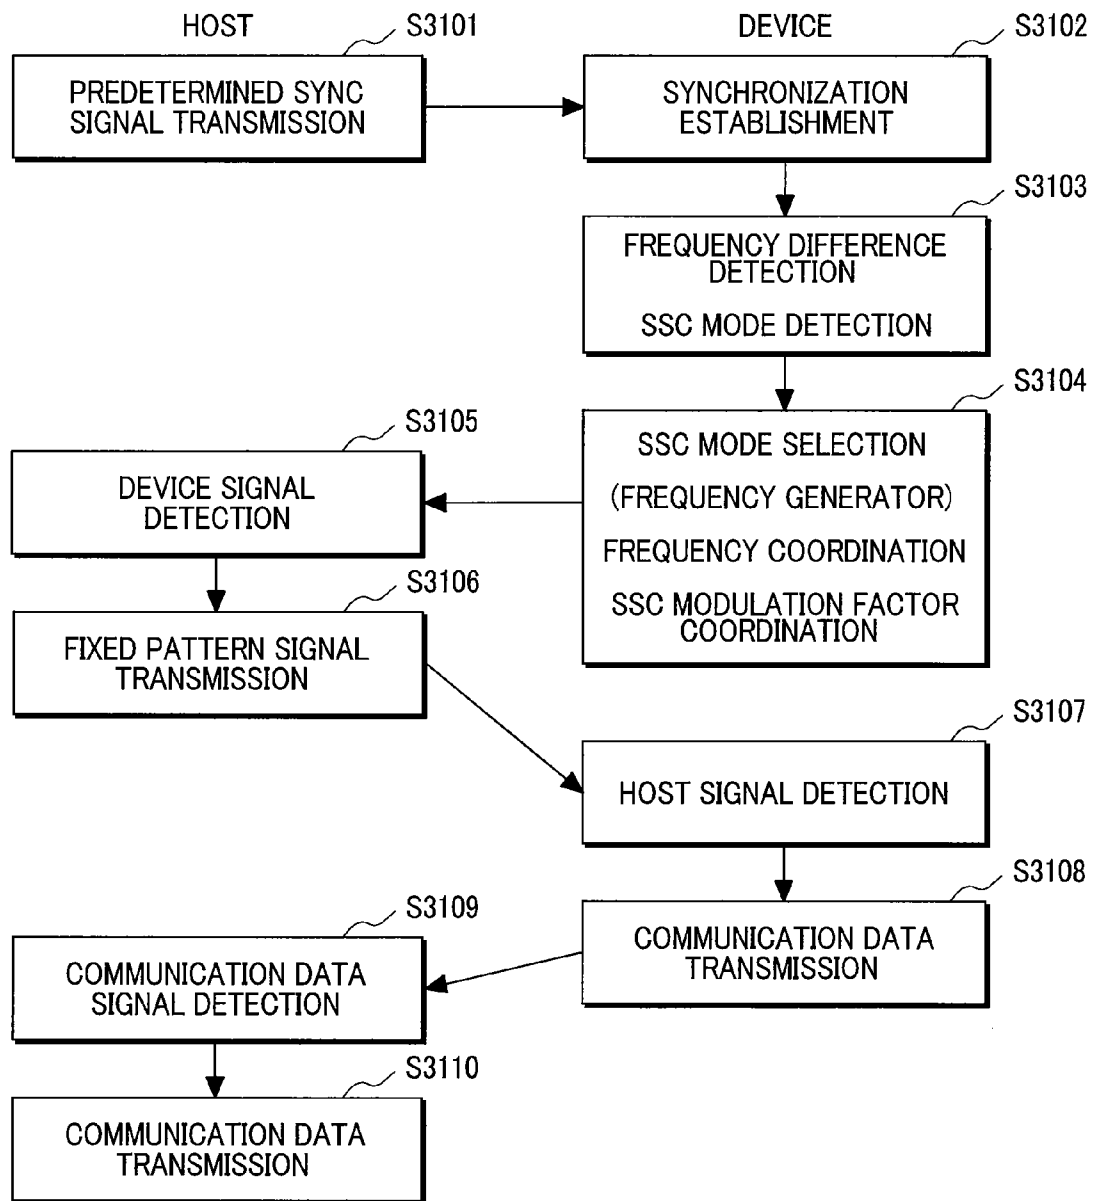 HOST
DEVICE
S3101
S3102
PREDETERMINED SYNC
SIGNAL TRANSMISSION
SYNCHRONIZATION
ESTABLISHMENT
S3103
FREQUENCY DIFFERENCE
DETECTION
SSC MODE DETECTION
S3104
SSC MODE SELECTION
(FREQUENCY GENERATOR)
FREQUENCY COORDINATION
SSC MODULATION FACTOR
COORDINATION
S3105
DEVICE SIGNAL
DETECTION
S3106
FIXED PATTERN SIGNAL
TRANSMISSION
S3107
HOST SIGNAL DETECTION
S3108
COMMUNICATION DATA
TRANSMISSION
S3109
COMMUNICATION DATA
SIGNAL DETECTION
S3110
COMMUNICATION DATA
TRANSMISSION